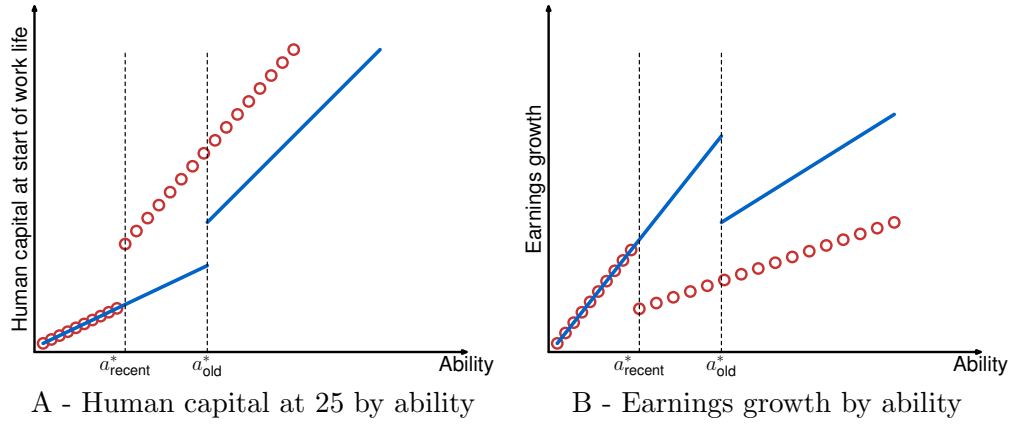 Human capital at start of work life
a*recent
a*old
Ability
A - Human capital at 25 by ability
Earnings growth
a*recent
a*old
Ability
B - Earnings growth by ability